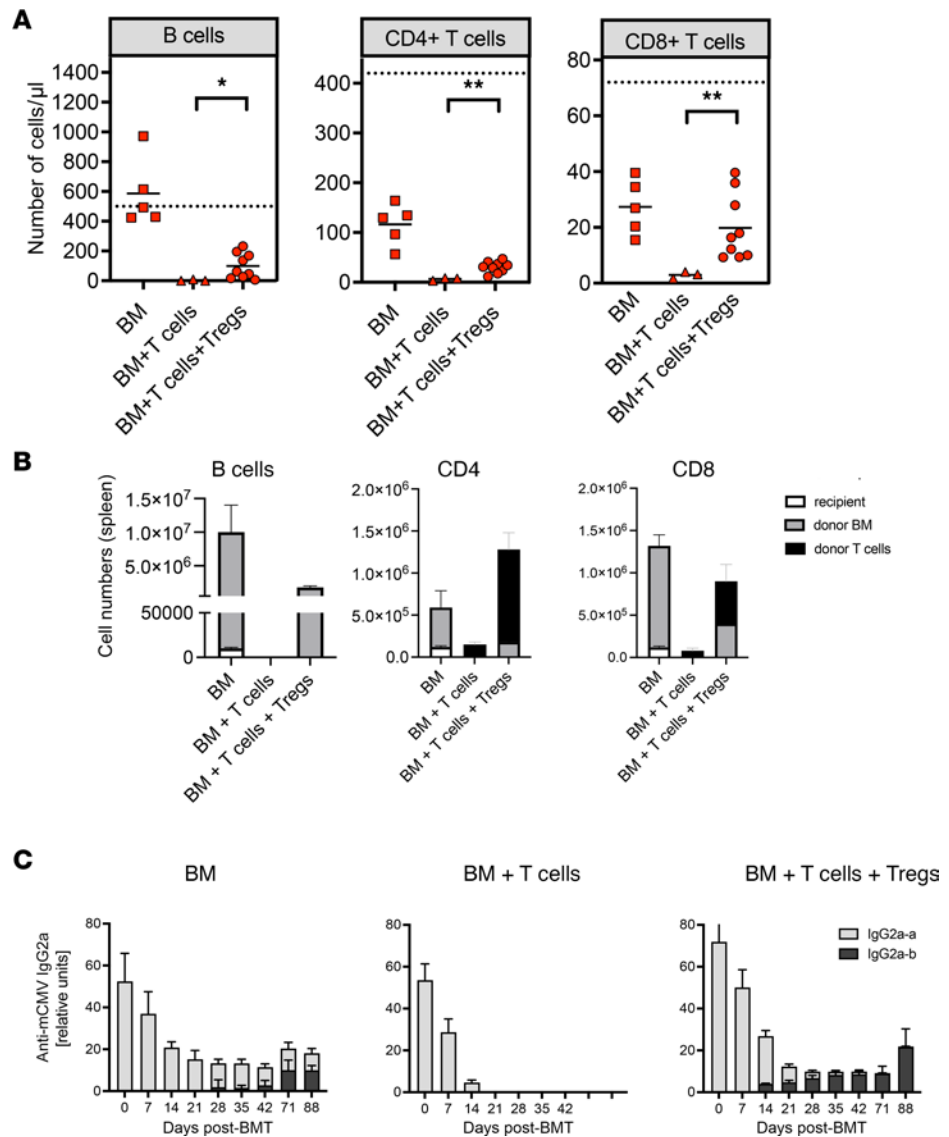 A
B cells
CD4+ T cells
CD8+ T cells
Number of cells/µl
1400
1200
1000
800
600
400
200
0
*
BM
BM+T cells
BM+T cells+Tregs
400
300
200
100
0
**
BM
BM+T cells
BM+T cells+Tregs
80
60
40
20
0
**
BM
BM+T cells
BM+T cells+Tregs
B
B cells
CD4
CD8
Cell numbers (spleen)
1.5×10⁷
1.0×10⁷
5.0×10⁶
50000
0
BM
BM + T cells
BM + T cells + Tregs
2.0×10⁶
1.5×10⁶
1.0×10⁶
5.0×10⁵
0.0
BM
BM + T cells
BM + T cells + Tregs
2.0×10⁶
1.5×10⁶
1.0×10⁶
5.0×10⁵
0.0
BM
BM + T cells
BM + T cells + Tregs
recipient
donor BM
donor T cells
C
BM
BM + T cells
BM + T cells + Tregs
Anti-mCMV IgG2a
[relative units]
80
60
40
20
0
0 7 14 21 28 35 42 71 88
Days post-BMT
80
60
40
20
0
0 7 14 21 28 35 42
Days post-BMT
80
60
40
20
0
0 7 14 21 28 35 42 71 88
Days post-BMT
IgG2a-a
IgG2a-b